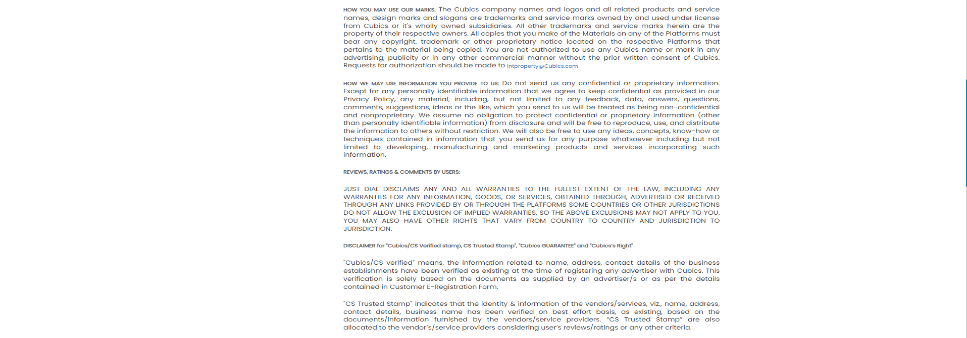 HOW YOU MAY USE OUR MARKS: The Cubics company names and logos and all related products and service
names, design marks and slogans are trademarks and service marks owned by and used under license
from Cubics or it's wholly owned subsidiaries. All other trademarks and service marks herein are the
property of their respective owners. All copies that you make of the Materials on any of the Platforms must
bear any copyright, trademark or other proprietary notice located on the respective Platforms that
pertains to the material being copied. You are not authorized to use any Cubics name or mark in any
advertising, publicity or in any other commercial manner without the prior written consent of Cubics.
Requests for authorization should be made to Intproperty@Cubics.com
HOW WE MAY USE INFORMATION YOU PROVIDE TO US: Do not send us any confidential or proprietary information.
Except for any personally identifiable information that we agree to keep confidential as provided in our
Privacy Policy, any material, including, but not limited to any feedback, data, answers, questions,
comments, suggestions, ideas or the like, which you send to us will be treated as being non-confidential
and nonproprietary. We assume no obligation to protect confidential or proprietary information (other
than personally identifiable information) from disclosure and will be free to reproduce, use, and distribute
the information to others without restriction. We will also be free to use any ideas, concepts, know-how or
techniques contained in information that you send us for any purpose whatsoever including but not
limited to developing, manufacturing and marketing products and services incorporating such
information.
REVIEWS, RATINGS & COMMENTS BY USERS:
JUST DIAL DISCLAIMS ANY AND ALL WARRANTIES TO THE FULLEST EXTENT OF THE LAW, INCLUDING ANY
WARRANTIES FOR ANY INFORMATION, GOODS, OR SERVICES, OBTAINED THROUGH, ADVERTISED OR RECEIVED
THROUGH ANY LINKS PROVIDED BY OR THROUGH THE PLATFORMS SOME COUNTRIES OR OTHER JURISDICTIONS
DO NOT ALLOW THE EXCLUSION OF IMPLIED WARRANTIES, SO THE ABOVE EXCLUSIONS MAY NOT APPLY TO YOU.
YOU MAY ALSO HAVE OTHER RIGHTS THAT VARY FROM COUNTRY TO COUNTRY AND JURISDICTION TO
JURISDICTION.
DISCLAIMER for "Cubics/CS Verified stamp, CS Trusted Stamp", "Cubics GUARANTEE" and "Cubics's Right"
"Cubics/CS verified" means, the information related to name, address, contact details of the business
establishments have been verified as existing at the time of registering any advertiser with Cubics. This
verification is solely based on the documents as supplied by an advertiser/s or as per the details
contained in Customer E-Registration Form.
"CS Trusted Stamp" indicates that the identity & information of the vendors/services, viz., name, address,
contact details, business name has been verified on best effort basis, as existing, based on the
documents/information furnished by the vendors/service providers. "CS Trusted Stamp" are also
allocated to the vendor's/service providers considering user's reviews/ratings or any other criteria.